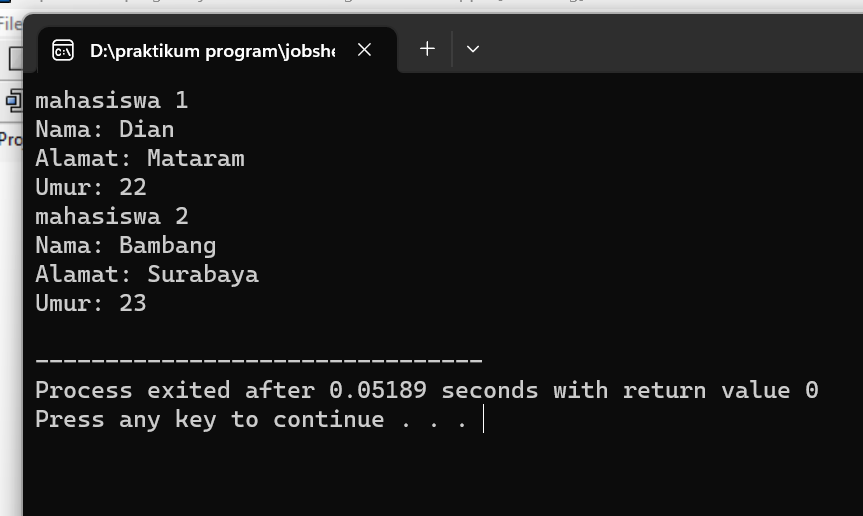 File
D:\praktikum program\jobshe
Pro
mahasiswa 1
Nama: Dian
Alamat: Mataram
Umur: 22
mahasiswa 2
Nama: Bambang
Alamat: Surabaya
Umur: 23
--------------------------------
Process exited after 0.05189 seconds with return value 0
Press any key to continue . . .